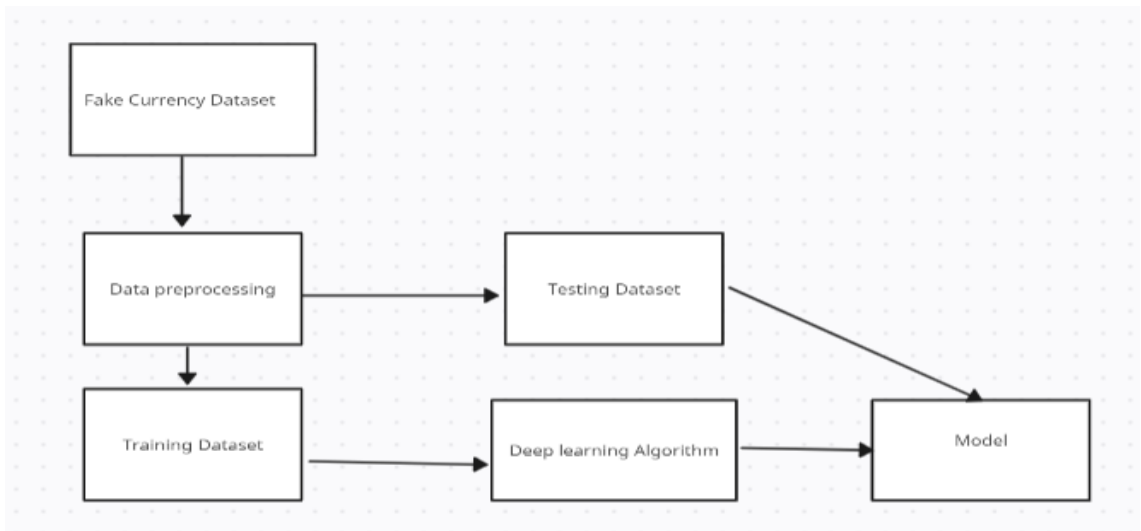 Fake Currency Dataset
Data preprocessing
Testing Dataset
Training Dataset
Deep learning Algorithm
Model